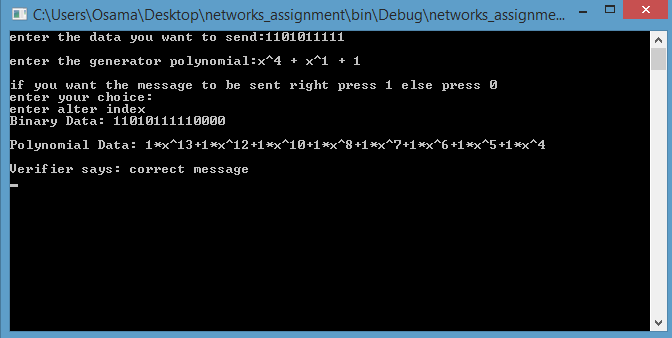 C:\Users\Osama\Desktop\networks_assignment\bin\Debug\networks_assignme...
enter the data you want to send:1101011111
enter the generator polynomial:x^4 + x^1 + 1
if you want the message to be sent right press 1 else press 0
enter your choice:
enter alter index
Binary Data: 11010111110000
Polynomial Data: 1*x^13+1*x^12+1*x^10+1*x^8+1*x^7+1*x^6+1*x^5+1*x^4
Verifier says: correct message